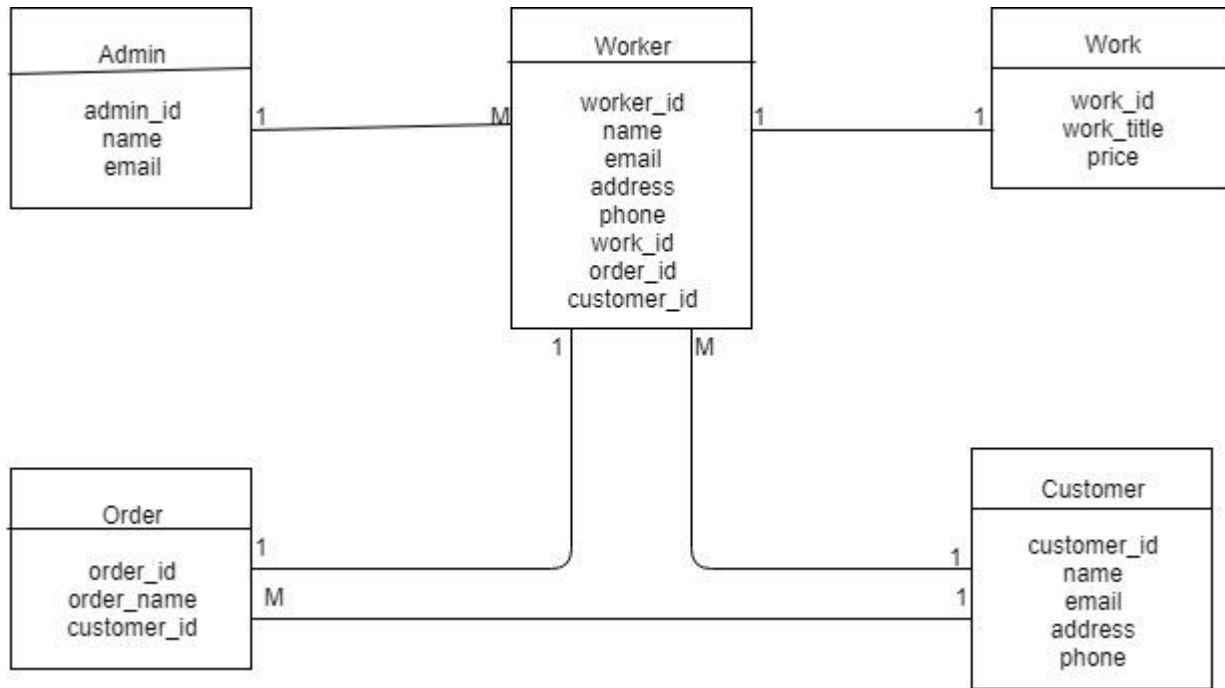 Admin
admin_id
name
email
1
M
Worker
worker_id
name
email
address
phone
work_id
order_id
customer_id
1
1
Work
work_id
work_title
price
1
M
Order
order_id
order_name
customer_id
1
M
1
1
Customer
customer_id
name
email
address
phone